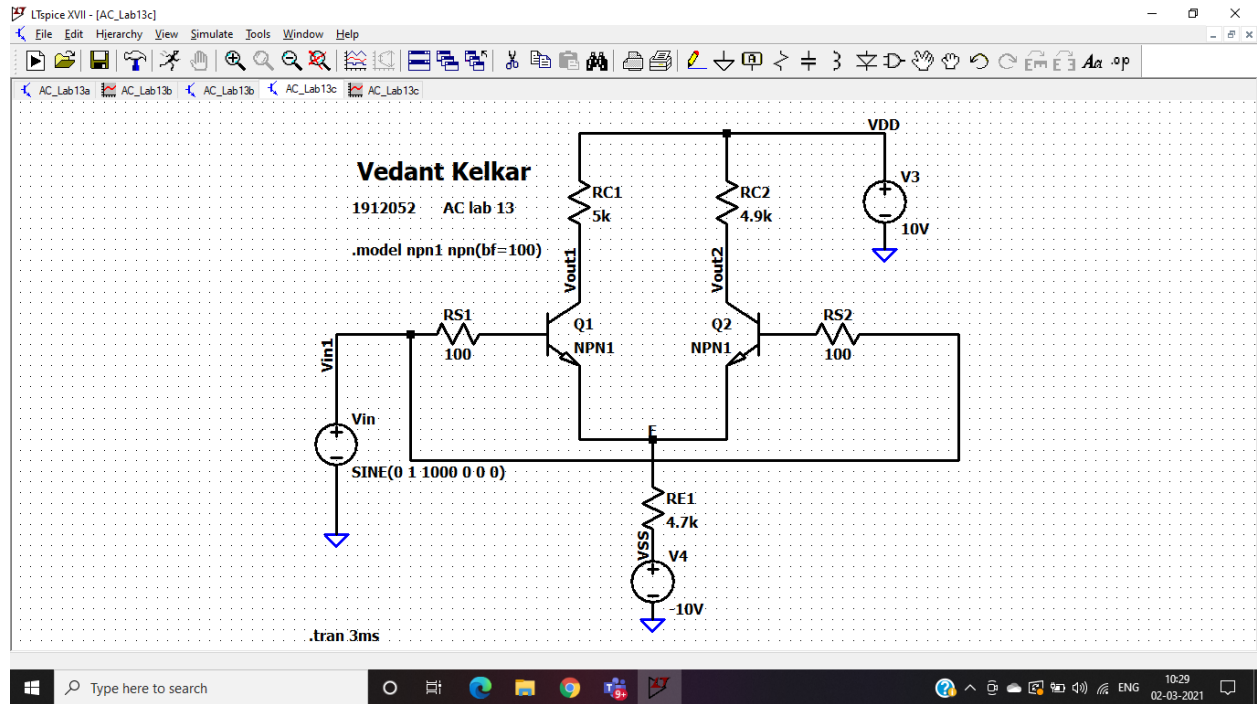 LTspice XVII - [AC_Lab13c]
File Edit Hierarchy View Simulate Tools Window Help
Aa .op
AC_Lab13a AC_Lab13b AC_Lab13b AC_Lab13c AC_Lab13c
VDD
Vedant Kelkar
1912052 AC lab 13
.model npn1 npn(bf=100)
RC1
5k
RC2
4.9k
V3
10V
Vout1
Vout2
RS1
100
Q1
NPN1
Q2
NPN1
RS2
100
Vin1
Vin
SINE(0 1 1000 0 0 0)
E
RE1
4.7k
VSS
V4
-10V
.tran 3ms
Type here to search
9+
ENG
10:29
02-03-2021